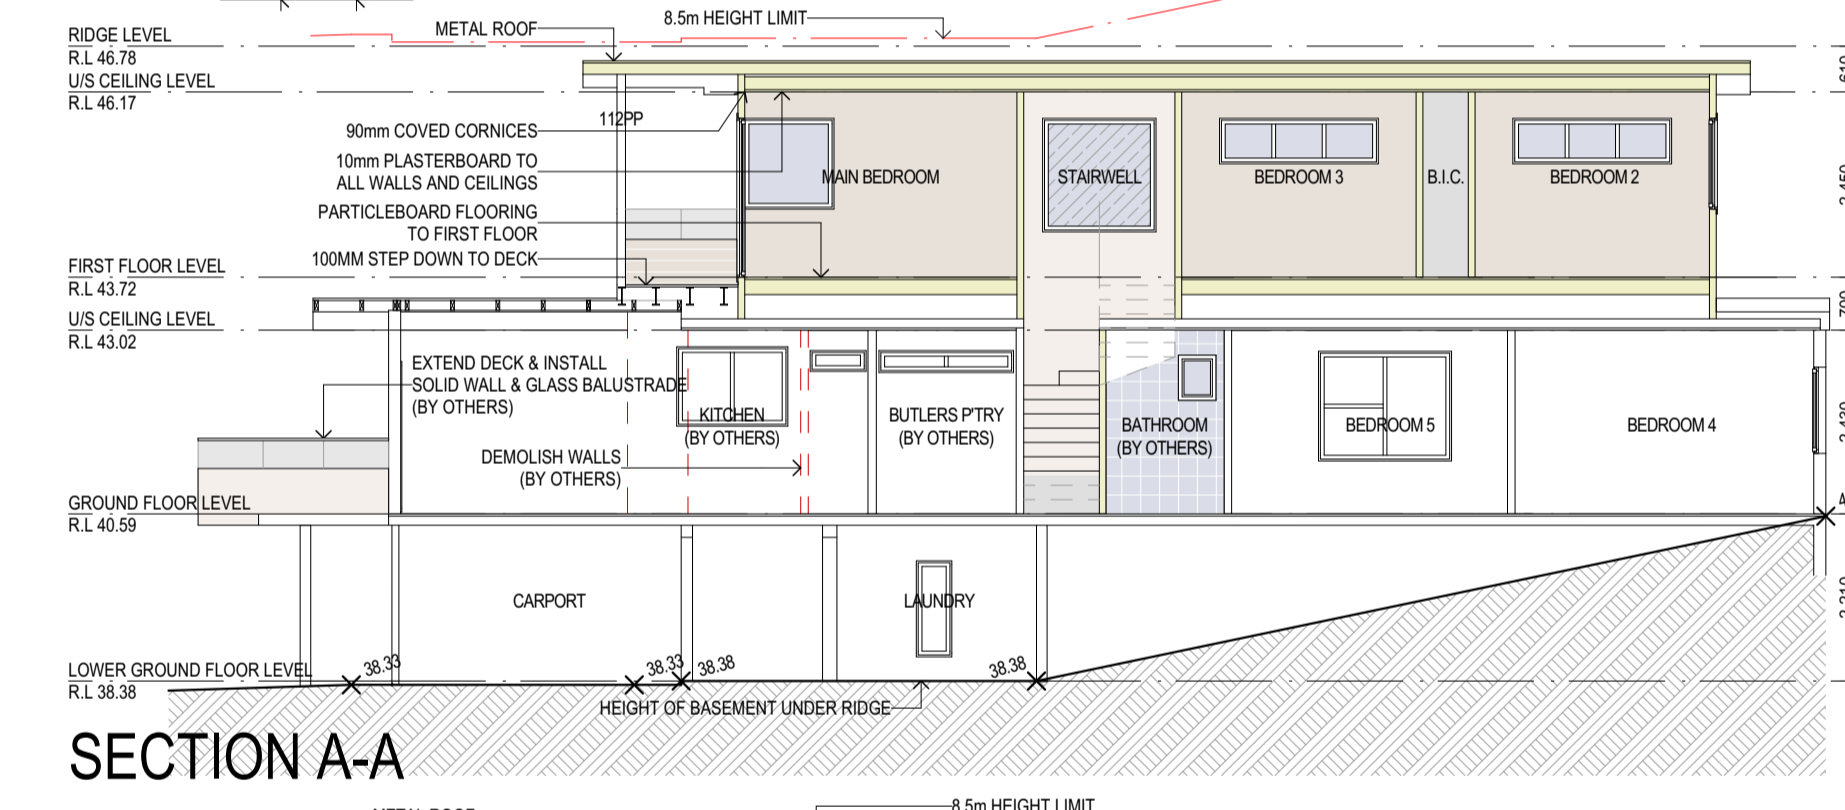 8.5m HEIGHT LIMIT
METAL ROOF
RIDGE LEVEL
R.L 46.78
U/S CEILING LEVEL
R.L 46.17
90mm COVED CORNICES
112PP
10mm PLASTERBOARD TO
ALL WALLS AND CEILINGS
MAIN BEDROOM
STAIRWELL
BEDROOM 3
B.I.C.
BEDROOM 2
PARTICLEBOARD FLOORING
TO FIRST FLOOR
100MM STEP DOWN TO DECK
FIRST FLOOR LEVEL
R.L 43.72
U/S CEILING LEVEL
R.L 43.02
EXTEND DECK & INSTALL
SOLID WALL & GLASS BALUSTRADE
(BY OTHERS)
KITCHEN
(BY OTHERS)
BUTLERS P'TRY
(BY OTHERS)
BATHROOM
(BY OTHERS)
BEDROOM 5
BEDROOM 4
DEMOLISH WALLS
(BY OTHERS)
GROUND FLOOR LEVEL
R.L 40.59
CARPORT
LAUNDRY
LOWER GROUND FLOOR LEVEL
R.L 38.38
38.33
38.33
38.38
38.38
HEIGHT OF BASEMENT UNDER RIDGE
SECTION A-A
8.5m HEIGHT LIMIT